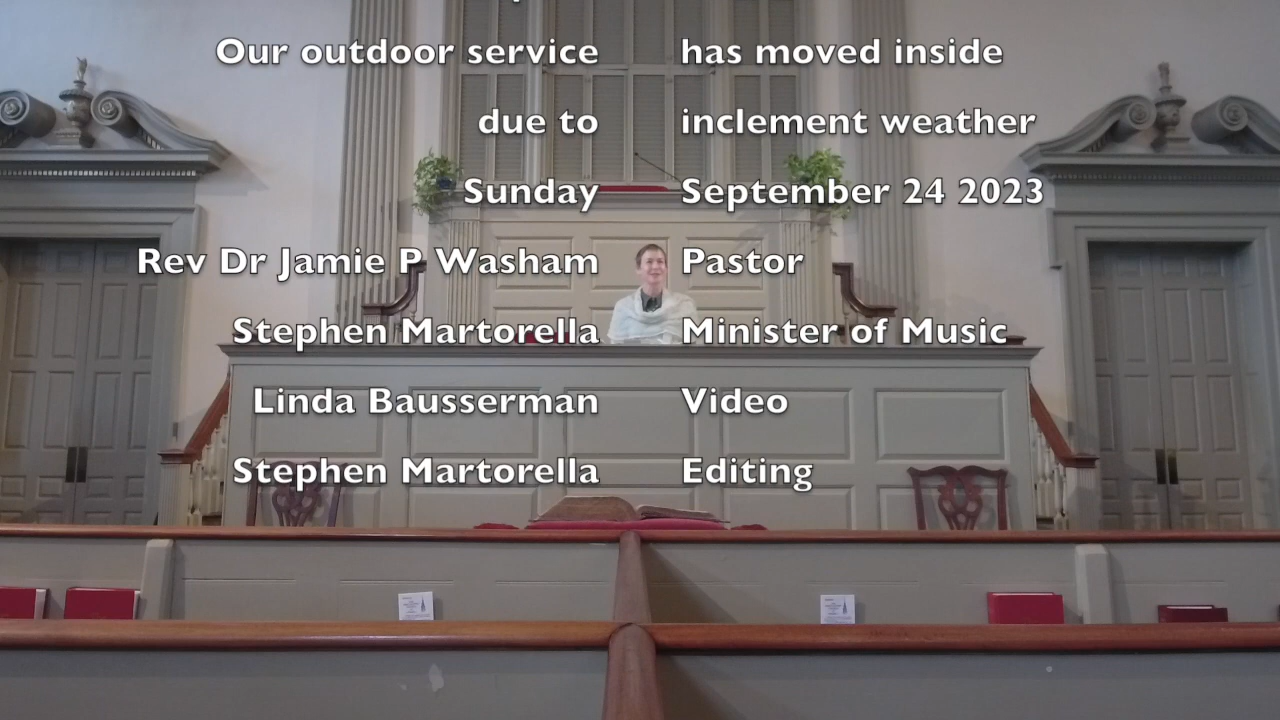 Our outdoor service has moved inside
due to inclement weather
Sunday September 24 2023
Rev Dr Jamie P Washam Pastor
Stephen Martorella Minister of Music
Linda Bausserman Video
Stephen Martorella Editing